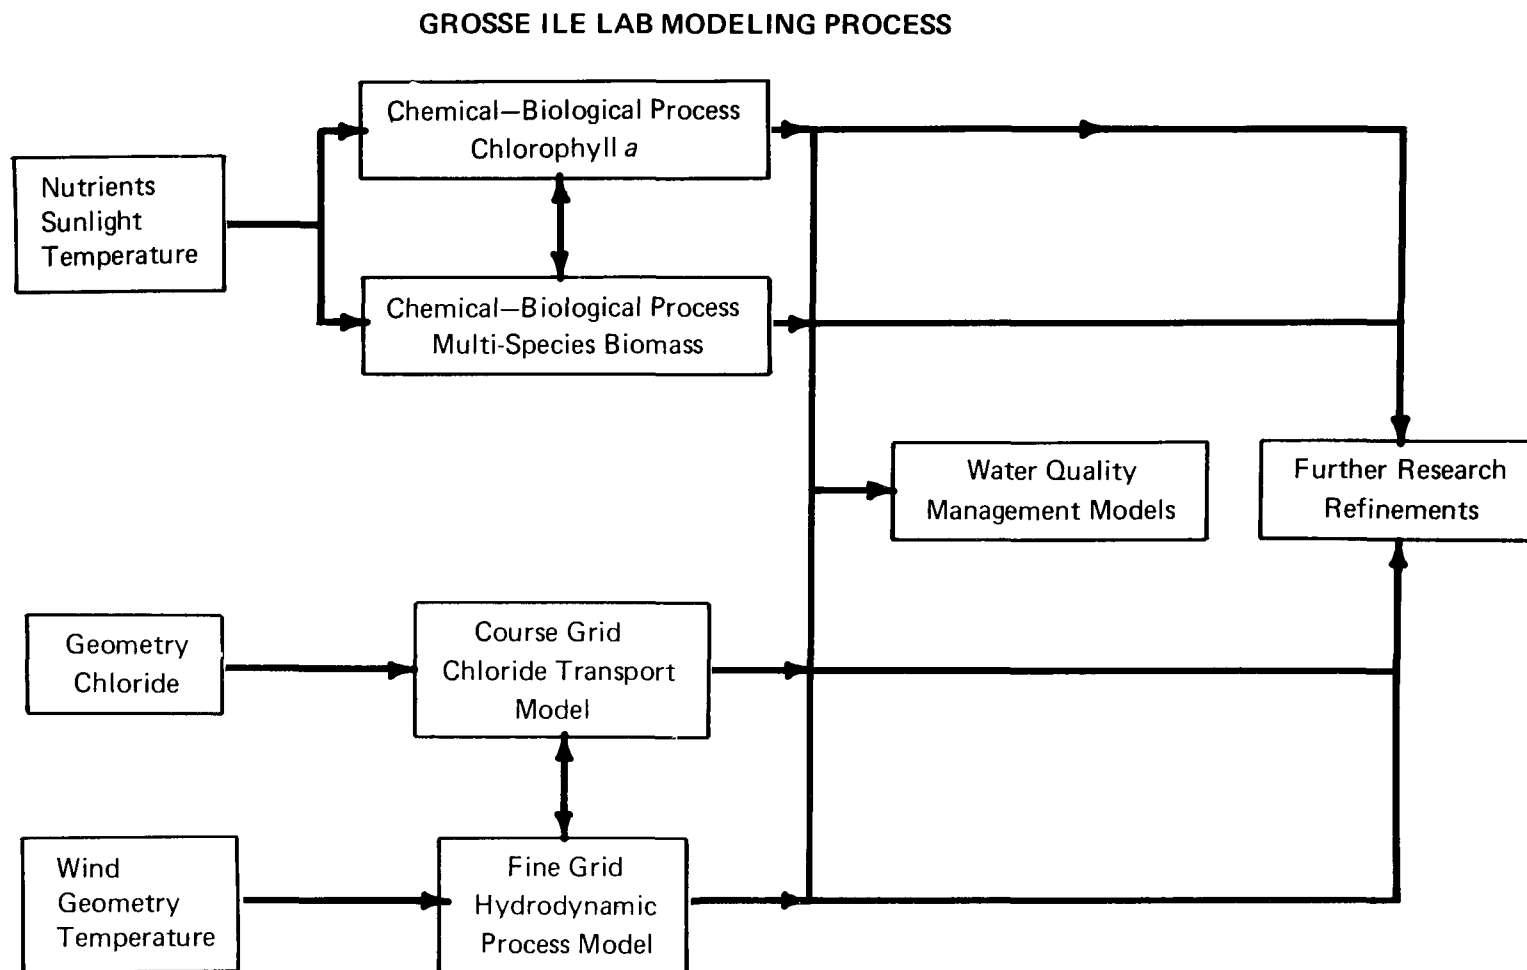 GROSSE ILE LAB MODELING PROCESS
Chemical—Biological Process
Chlorophyll a
Nutrients
Sunlight
Temperature
Chemical—Biological Process
Multi-Species Biomass
Water Quality
Management Models
Further Research
Refinements
Geometry
Chloride
Course Grid
Chloride Transport
Model
Wind
Geometry
Temperature
Fine Grid
Hydrodynamic
Process Model